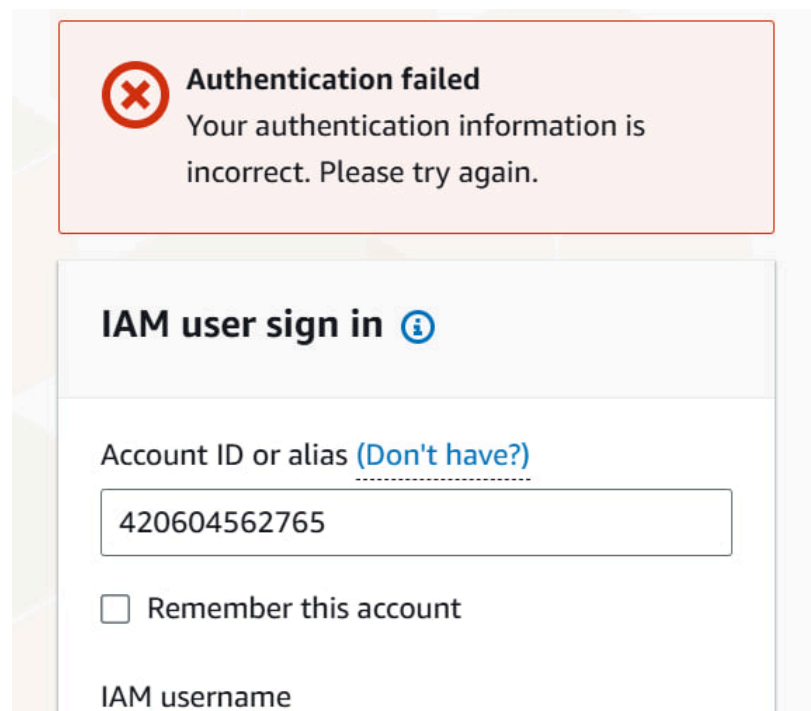 Authentication failed
Your authentication information is
incorrect. Please try again.
IAM user sign in
Account ID or alias (Don't have?)
420604562765
Remember this account
IAM username